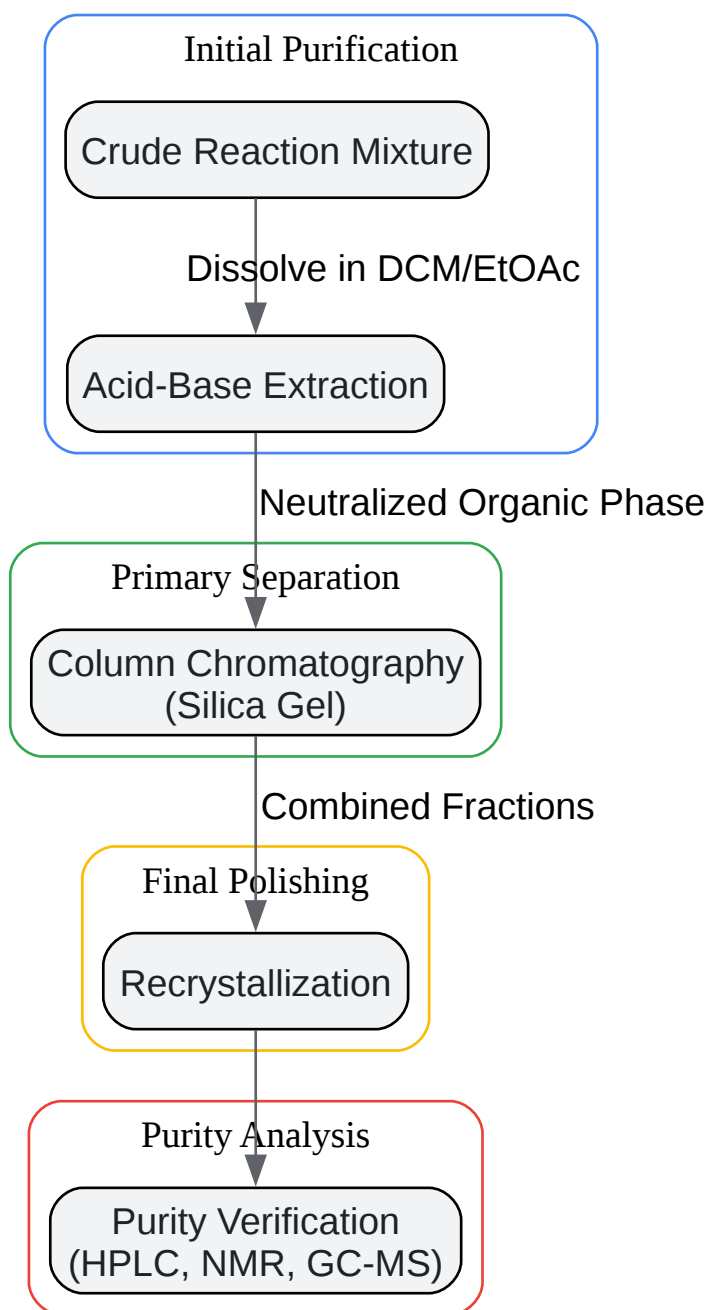 Initial Purification
Crude Reaction Mixture
Dissolve in DCM/EtOAc
Acid-Base Extraction
Neutralized Organic Phase
Primary Separation
Column Chromatography
(Silica Gel)
Combined Fractions
Final Polishing
Recrystallization
Purity Analysis
Purity Verification
(HPLC, NMR, GC-MS)